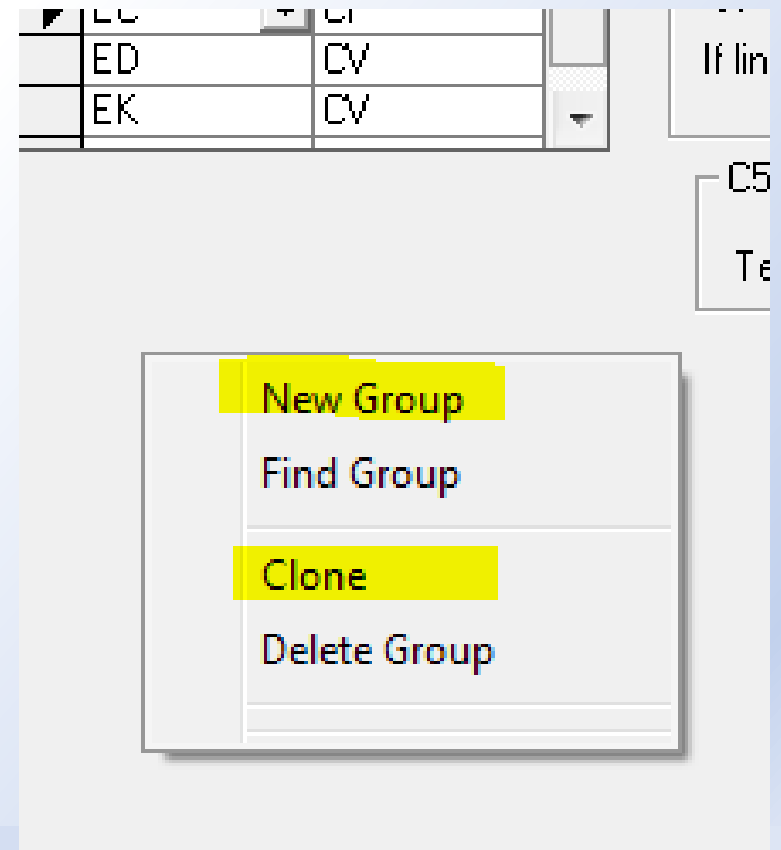 ED CV
If lin
EK CV
C5
Te
New Group
Find Group
Clone
Delete Group